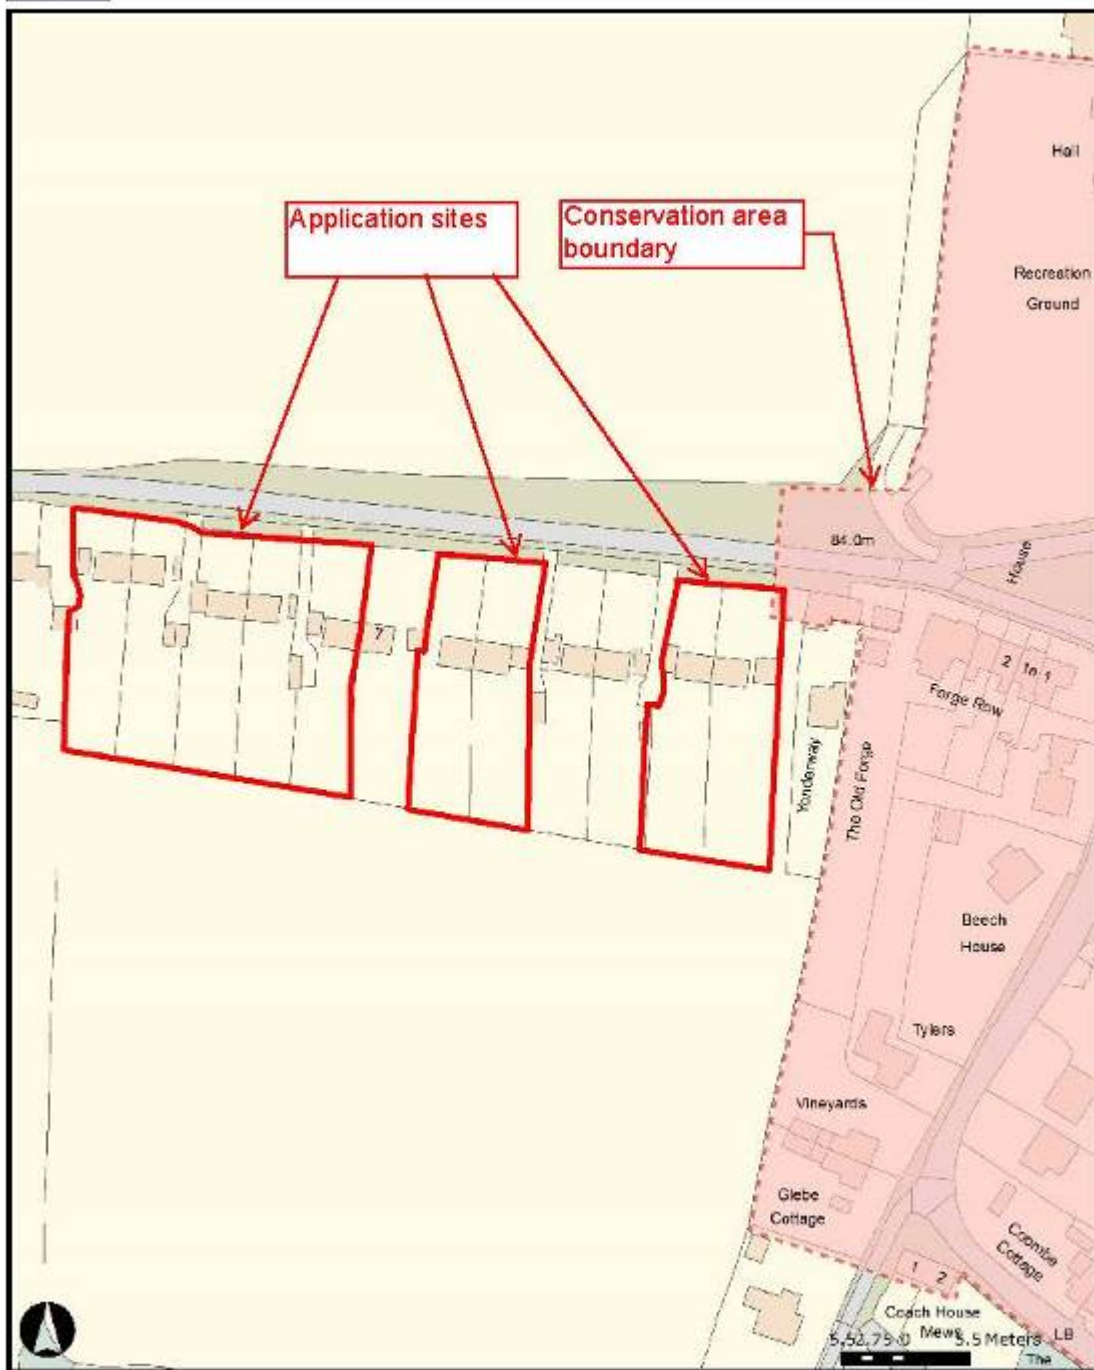 Hall
Application sites
Conservation area
boundary
Recreation
Ground
84.0m
House
7
2 1a 1
Forge Row
Yonderway
The Old Forge
Beech
House
Tylers
Vineyards
Glebe
Cottage
Coombe
Cottage
1 2
Coach House
Mews
5.5 Meters
LB
The